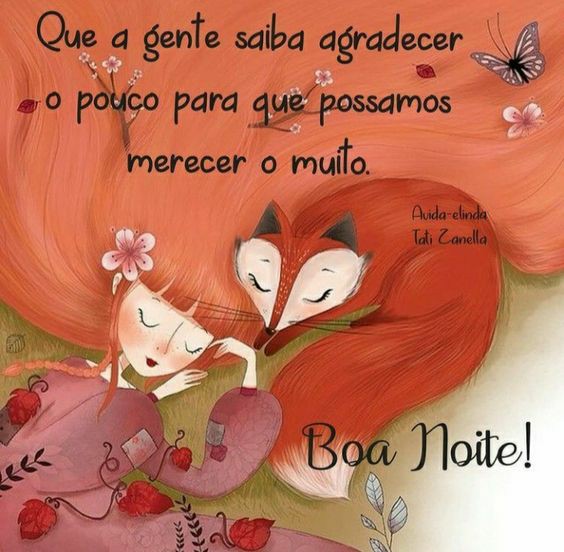 Que a gente saiba agradecer
o pouco para que possamos
merecer o muito.
Avida-elinda
Tati Zanella
Boa Noite!